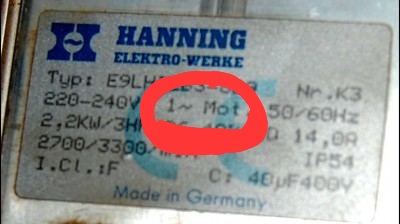 HANNING
ELEKTRO-WERKE
Typ: Nr.K3
220-240V 1~ Mot. 50/60Hz
2,2KW/3H 14,0A
2700/3300/ IP54
I.Cl.:F C: 40µF400V
Made in Germany